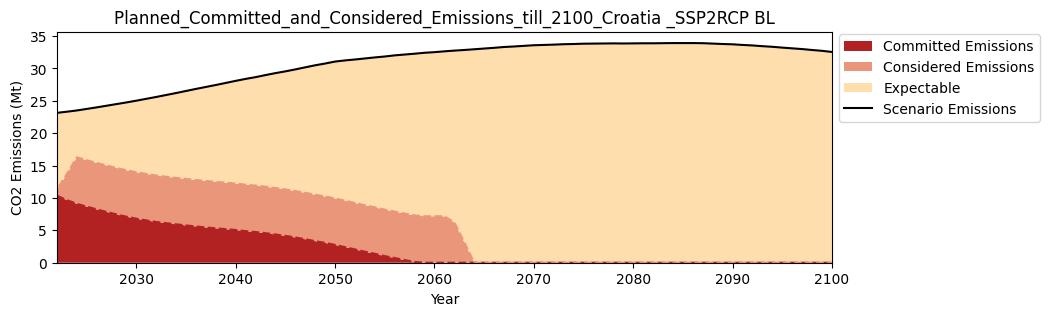 Planned_Committed_and_Considered_Emissions_till_2100_Croatia _SSP2RCP BL
35
30
25
20
15
10
5
0
CO2 Emissions (Mt)
2030 2040 2050 2060 2070 2080 2090 2100
Year
Committed Emissions
Considered Emissions
Expectable
Scenario Emissions